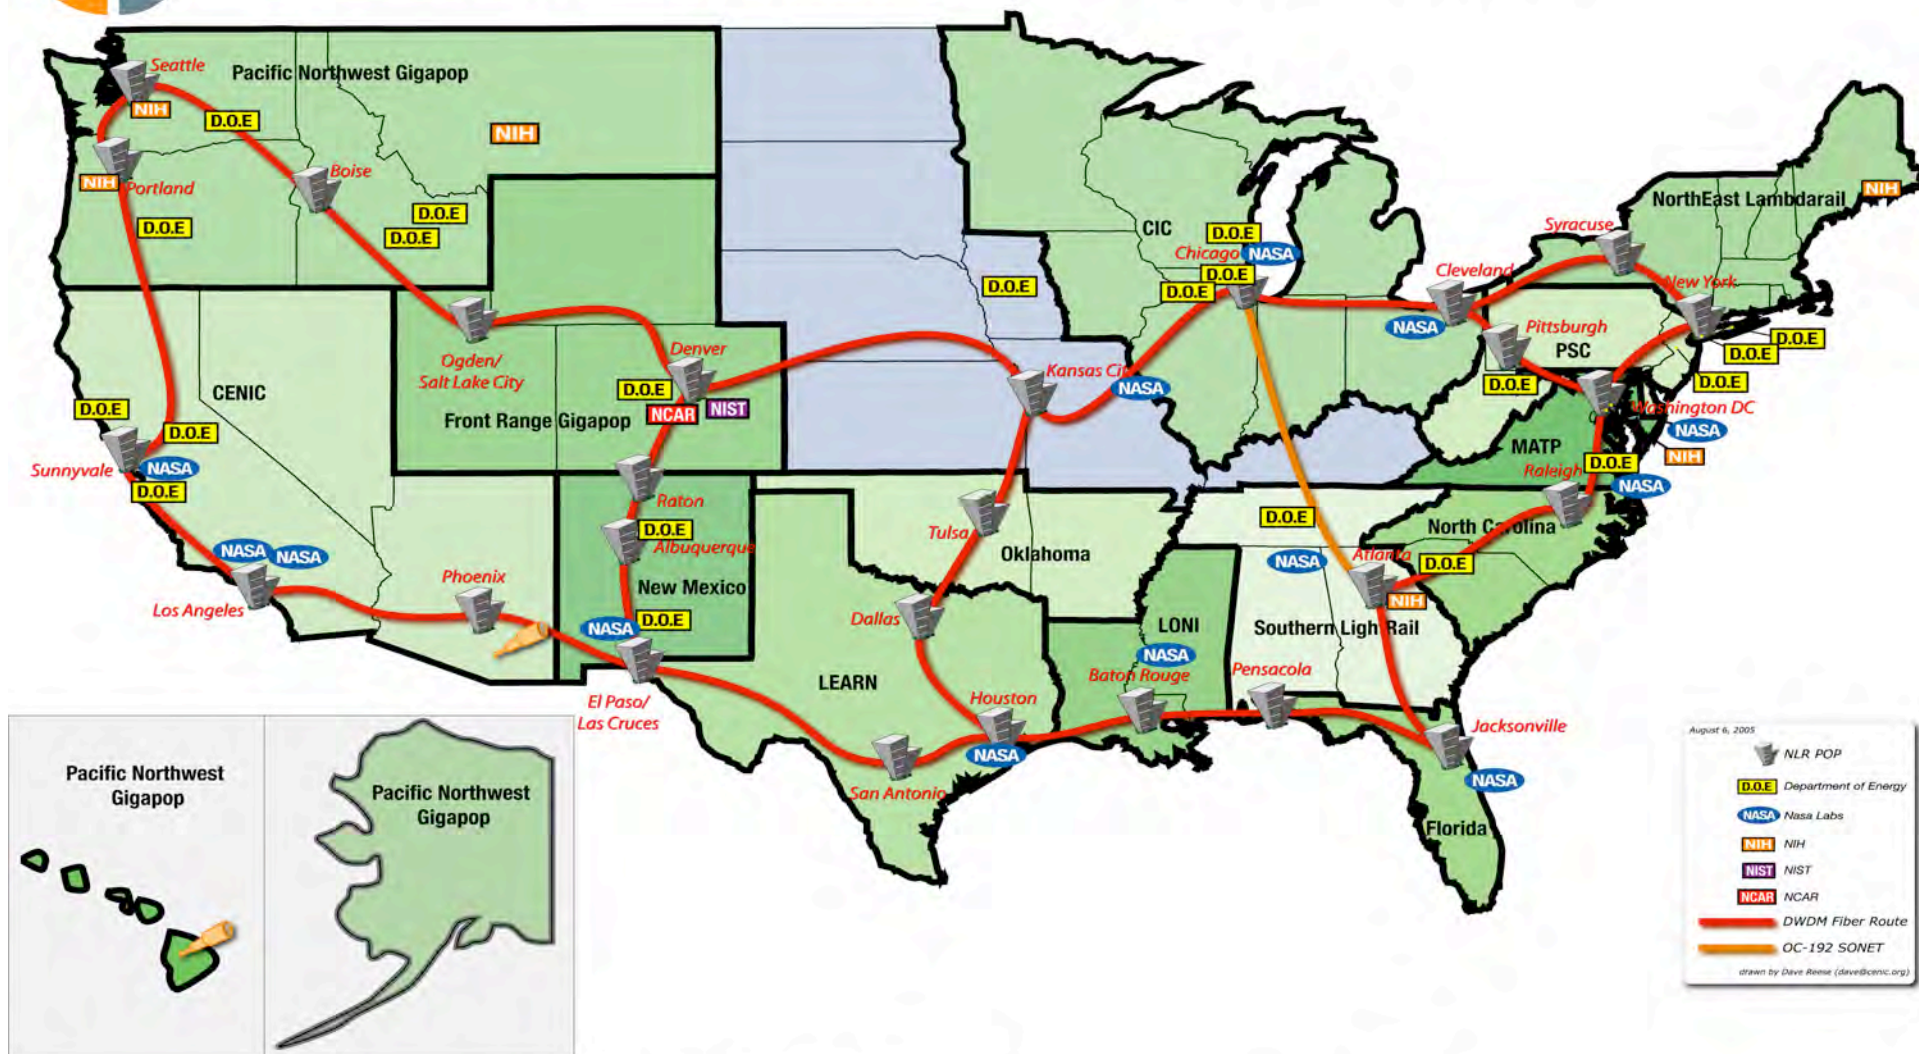 Seattle
Pacific Northwest Gigapop
NIH
D.O.E
NIH
NIH
Portland
Boise
D.O.E
D.O.E
D.O.E
NorthEast Lambdarail
NIH
Syracuse
CIC
D.O.E
Chicago
NASA
D.O.E
D.O.E
D.O.E
Cleveland
New York
NASA
Pittsburgh
PSC
D.O.E
D.O.E
D.O.E
D.O.E
Ogden/
Salt Lake City
Denver
D.O.E
NCAR
NIST
Front Range Gigapop
Kansas City
NASA
CENIC
D.O.E
D.O.E
Sunnyvale
NASA
D.O.E
Washington DC
NASA
MATP
NIH
D.O.E
Raleigh
NASA
Raton
D.O.E
Albuquerque
New Mexico
D.O.E
NASA
Tulsa
Oklahoma
D.O.E
NASA
Atlanta
NIH
North Carolina
D.O.E
NASA
NASA
Los Angeles
Phoenix
Dallas
LONI
NASA
Southern Ligh Rail
El Paso/
Las Cruces
LEARN
Houston
NASA
Baton Rouge
Pensacola
Jacksonville
NASA
San Antonio
Florida
Pacific Northwest
Gigapop
Pacific Northwest
Gigapop
August 6, 2005
NLR POP
D.O.E Department of Energy
NASA Nasa Labs
NIH NIH
NIST NIST
NCAR NCAR
DWDM Fiber Route
OC-192 SONET
drawn by Dave Reese (dave@cenic.org)